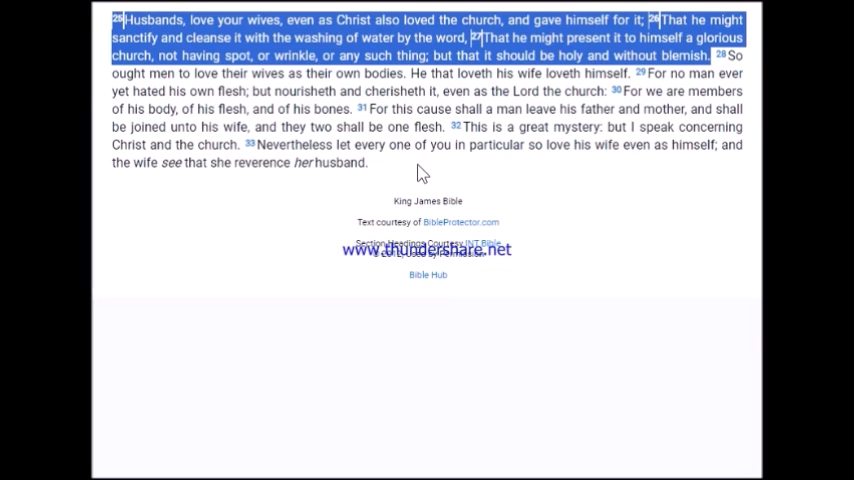 25Husbands, love your wives, even as Christ also loved the church, and gave himself for it; 26That he might
sanctify and cleanse it with the washing of water by the word, 27That he might present it to himself a glorious
church, not having spot, or wrinkle, or any such thing; but that it should be holy and without blemish. 28So
ought men to love their wives as their own bodies. He that loveth his wife loveth himself. 29For no man ever
yet hated his own flesh; but nourisheth and cherisheth it, even as the Lord the church: 30For we are members
of his body, of his flesh, and of his bones. 31For this cause shall a man leave his father and mother, and shall
be joined unto his wife, and they two shall be one flesh. 32This is a great mystery: but I speak concerning
Christ and the church. 33Nevertheless let every one of you in particular so love his wife even as himself; and
the wife see that she reverence her husband.
King James Bible
Text courtesy of BibleProtector.com
Section Headings Courtesy INT Bible
www.thundershare.net
© 2012, Used by Permission.
Bible Hub